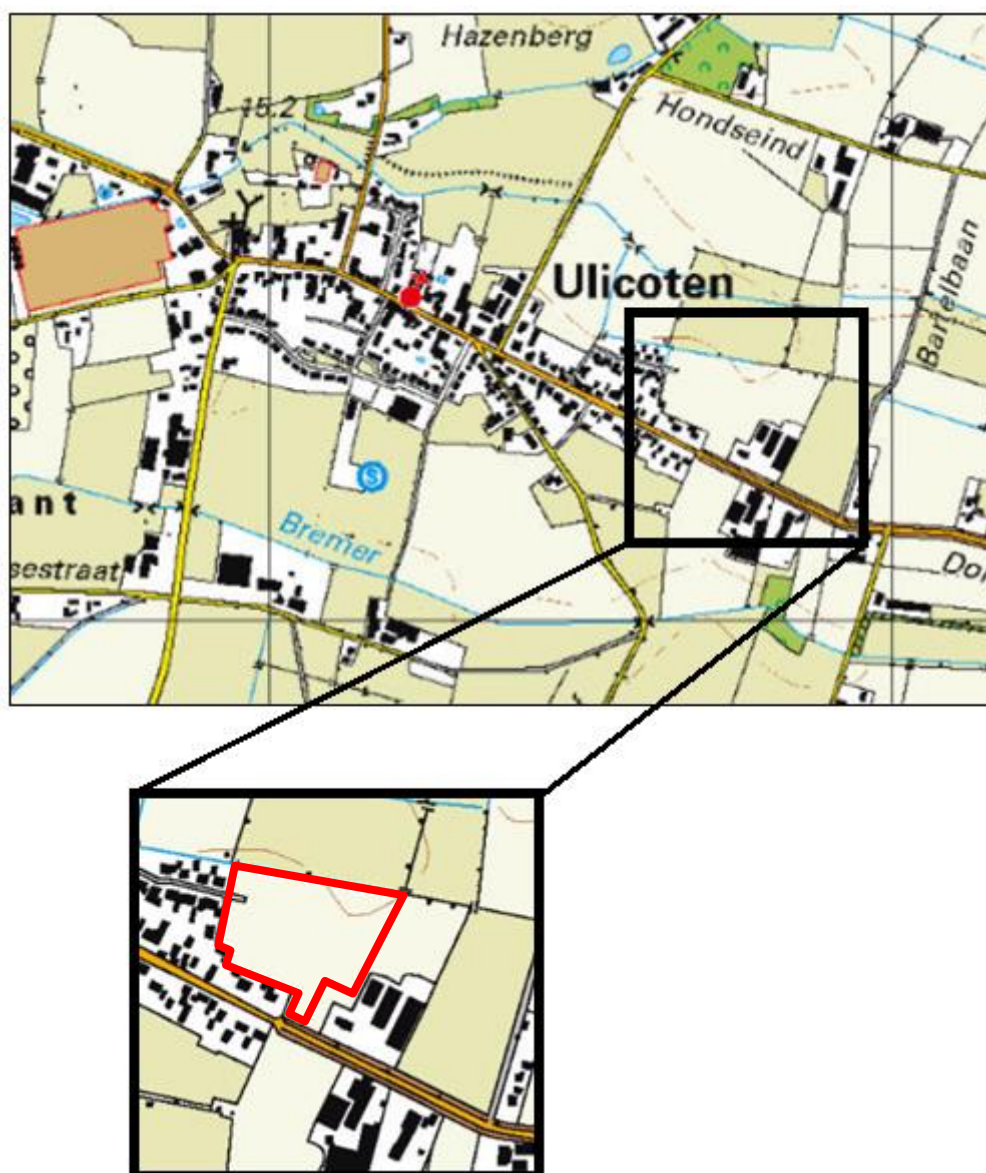 Hazenberg
15.2
Hondseind
Ulicoten
Bartelbaan
S
ant
Bremer
sestraat
Do